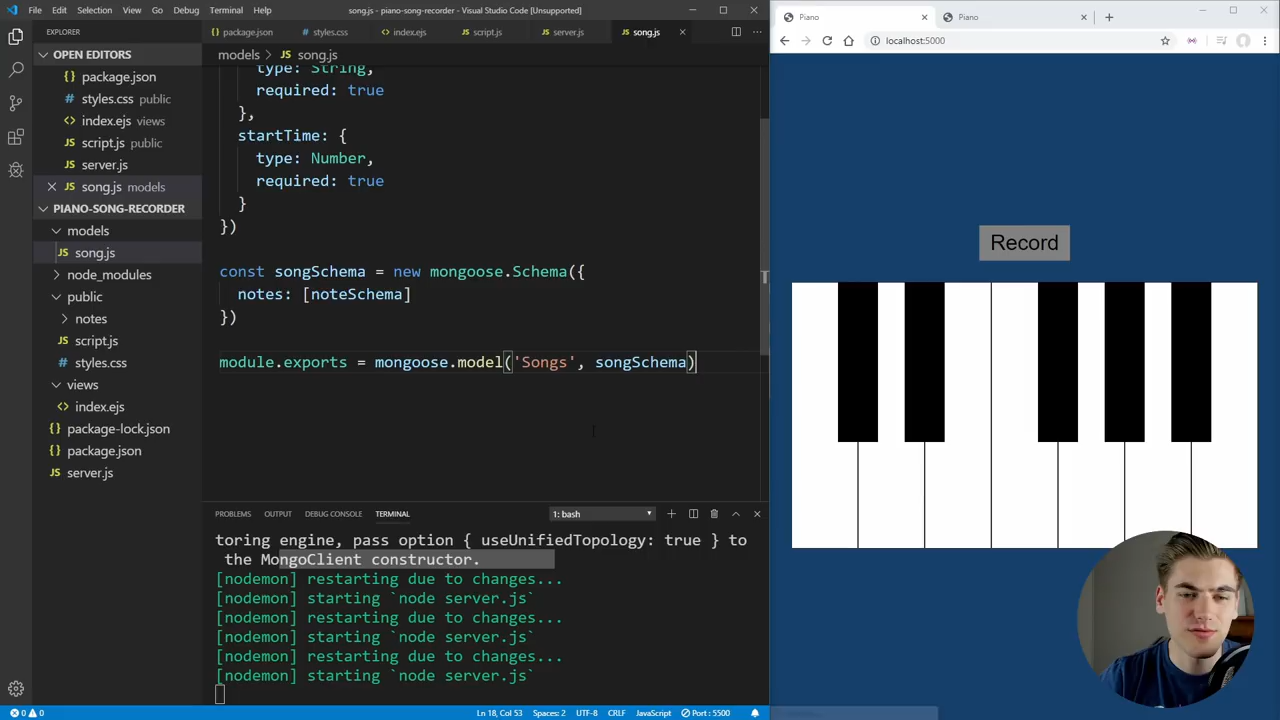 File Edit Selection View Go Debug Terminal Help
song.js - piano-song-recorder - Visual Studio Code [Unsupported]
EXPLORER
OPEN EDITORS
package.json
styles.css public
index.ejs views
script.js public
server.js
song.js models
PIANO-SONG-RECORDER
models
song.js
node_modules
public
notes
script.js
styles.css
views
index.ejs
package-lock.json
package.json
server.js
package.json styles.css index.ejs script.js server.js song.js
models > song.js
type: String,
required: true
},
startTime: {
type: Number,
required: true
}
})
const songSchema = new mongoose.Schema({
notes: [noteSchema]
})
module.exports = mongoose.model('Songs', songSchema)
PROBLEMS OUTPUT DEBUG CONSOLE TERMINAL 1: bash
toring engine, pass option { useUnifiedTopology: true } to
the MongoClient constructor.
[nodemon] restarting due to changes...
[nodemon] starting `node server.js`
[nodemon] restarting due to changes...
[nodemon] starting `node server.js`
[nodemon] restarting due to changes...
[nodemon] starting `node server.js`
0 0 Ln 18, Col 53 Spaces: 2 UTF-8 CRLF JavaScript Port : 5500
Piano Piano
localhost:5000
Record